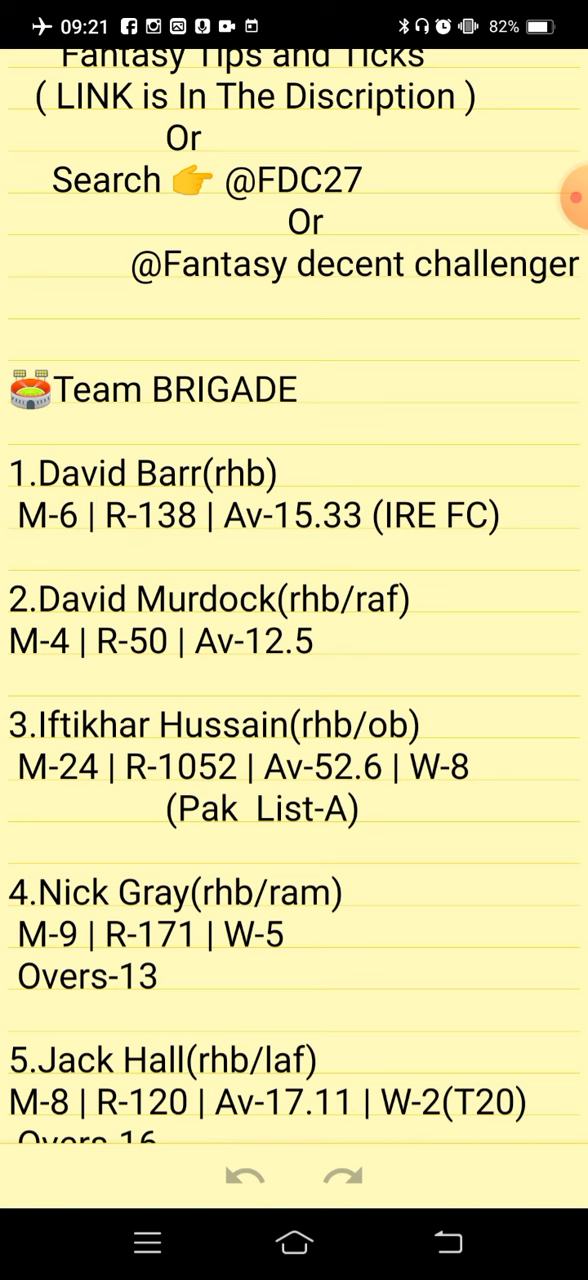 09:21
82%
Fantasy Tips and Ticks
( LINK is In The Discription )
Or
Search 👉 @FDC27
Or
@Fantasy decent challenger
🏟️Team BRIGADE
1.David Barr(rhb)
M-6 | R-138 | Av-15.33 (IRE FC)
2.David Murdock(rhb/raf)
M-4 | R-50 | Av-12.5
3.Iftikhar Hussain(rhb/ob)
M-24 | R-1052 | Av-52.6 | W-8
(Pak List-A)
4.Nick Gray(rhb/ram)
M-9 | R-171 | W-5
Overs-13
5.Jack Hall(rhb/laf)
M-8 | R-120 | Av-17.11 | W-2(T20)
Overs-16